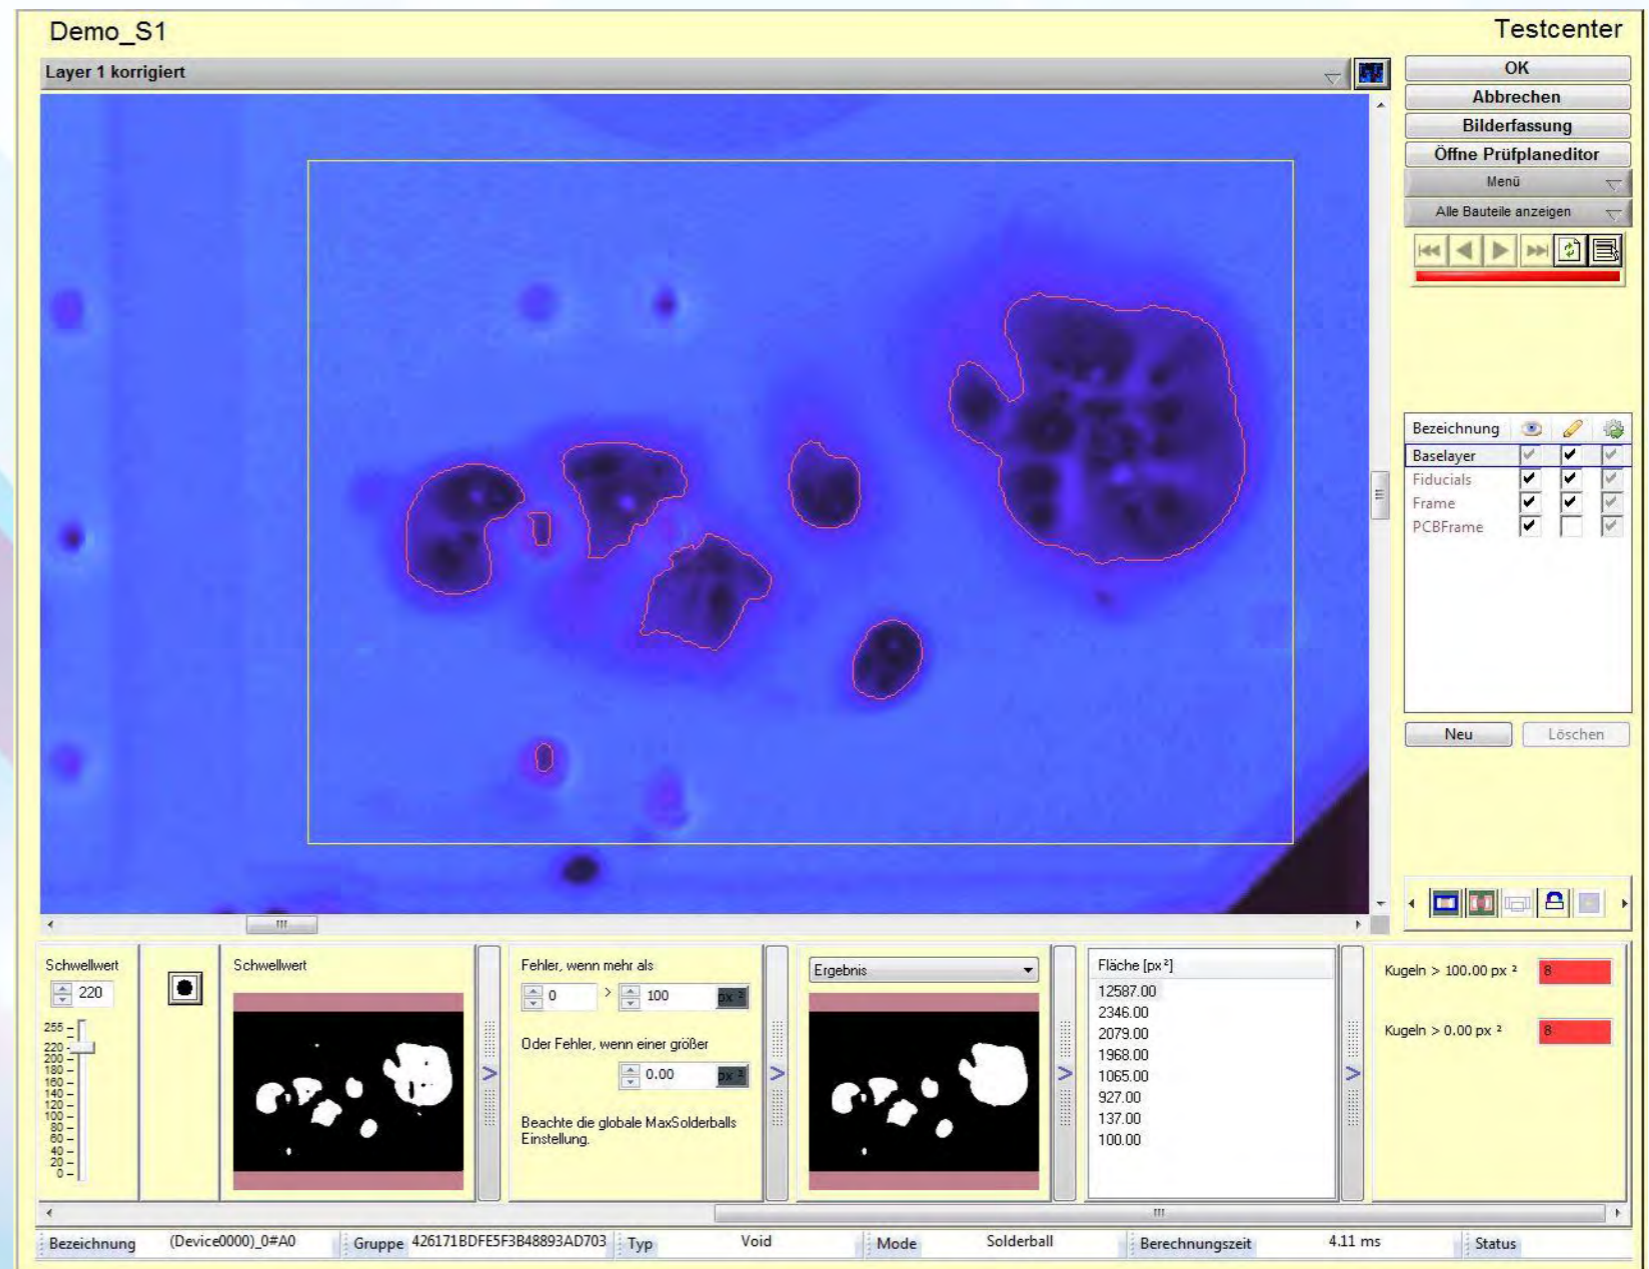 Demo_S1
Testcenter
Layer 1 korrigiert
OK
Abbrechen
Bilderfassung
Öffne Prüfplaneditor
Menü
Alle Bauteile anzeigen
Bezeichnung
Baselayer
Fiducials
Frame
PCBFrame
Neu
Löschen
Schwellwert
220
255
220
200
180
160
140
120
100
80
60
40
20
0
Schwellwert
Fehler, wenn mehr als
0 > 100 px ²
Oder Fehler, wenn einer größer
0.00 px ²
Beachte die globale MaxSolderballs
Einstellung.
>
>
Ergebnis
>
Fläche [px²]
12587.00
2346.00
2079.00
1968.00
1065.00
927.00
137.00
100.00
>
Kugeln > 100.00 px ² 8
Kugeln > 0.00 px ² 8
Bezeichnung (Device0000)_0#A0 Gruppe 426171BDFE5F3B48893AD703 Typ Void Mode Solderball Berechnungszeit 4.11 ms Status